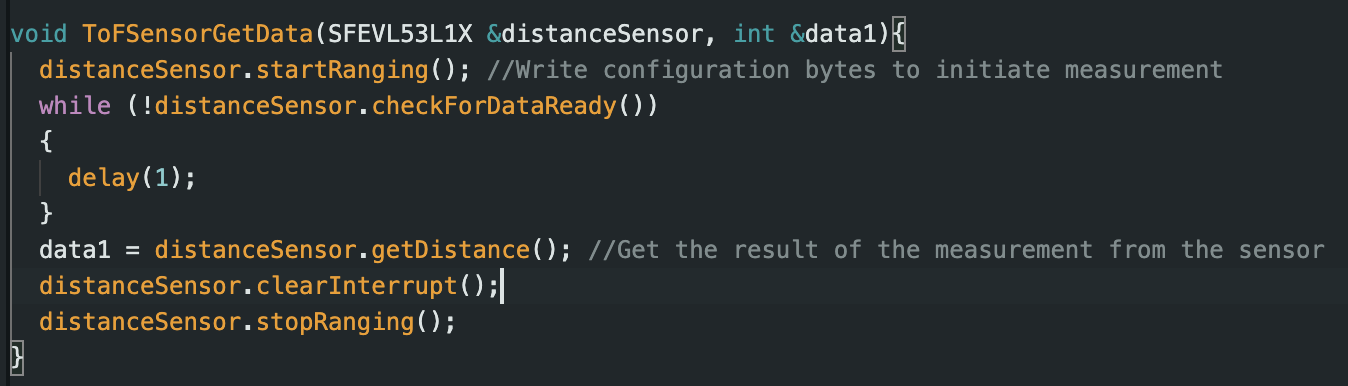 void ToFSensorGetData(SFEVL53L1X &distanceSensor, int &data1){
  distanceSensor.startRanging(); //Write configuration bytes to initiate measurement
  while (!distanceSensor.checkForDataReady())
  {
    delay(1);
  }
  data1 = distanceSensor.getDistance(); //Get the result of the measurement from the sensor
  distanceSensor.clearInterrupt();
  distanceSensor.stopRanging();
}